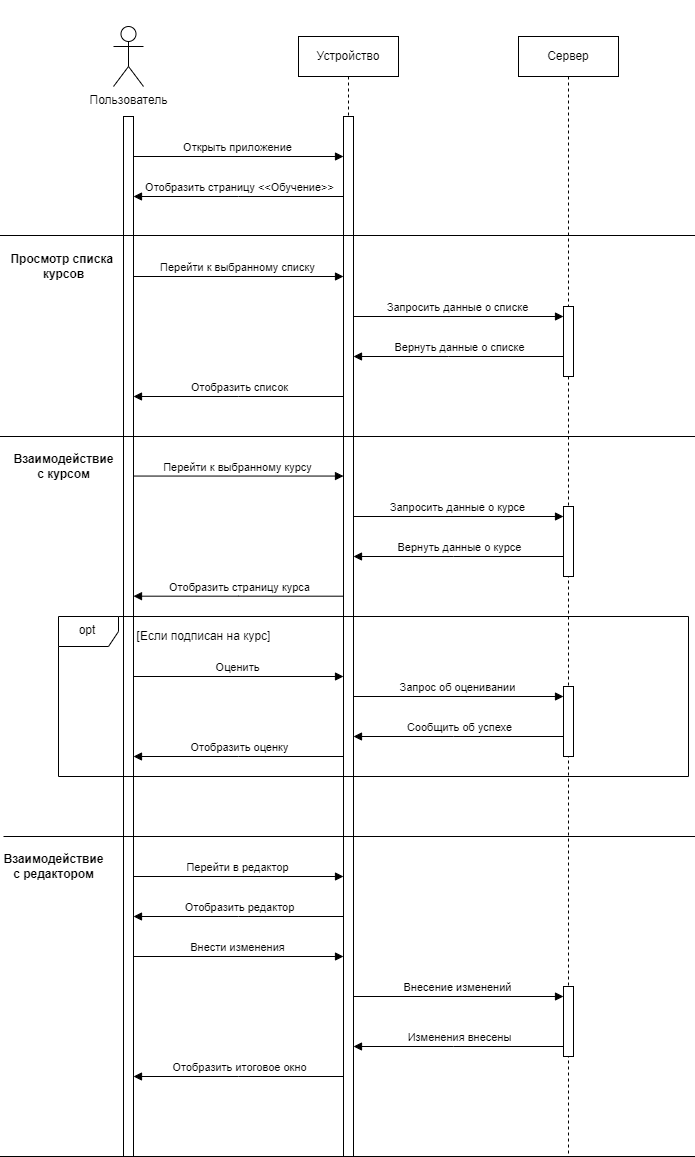 Пользователь
Устройство
Сервер
Открыть приложение
Отобразить страницу <<Обучение>>
Просмотр списка
курсов
Перейти к выбранному списку
Запросить данные о списке
Вернуть данные о списке
Отобразить список
Взаимодействие
с курсом
Перейти к выбранному курсу
Запросить данные о курсе
Вернуть данные о курсе
Отобразить страницу курса
opt
[Если подписан на курс]
Оценить
Запрос об оценивании
Сообщить об успехе
Отобразить оценку
Взаимодействие
с редактором
Перейти в редактор
Отобразить редактор
Внести изменения
Внесение изменений
Изменения внесены
Отобразить итоговое окно